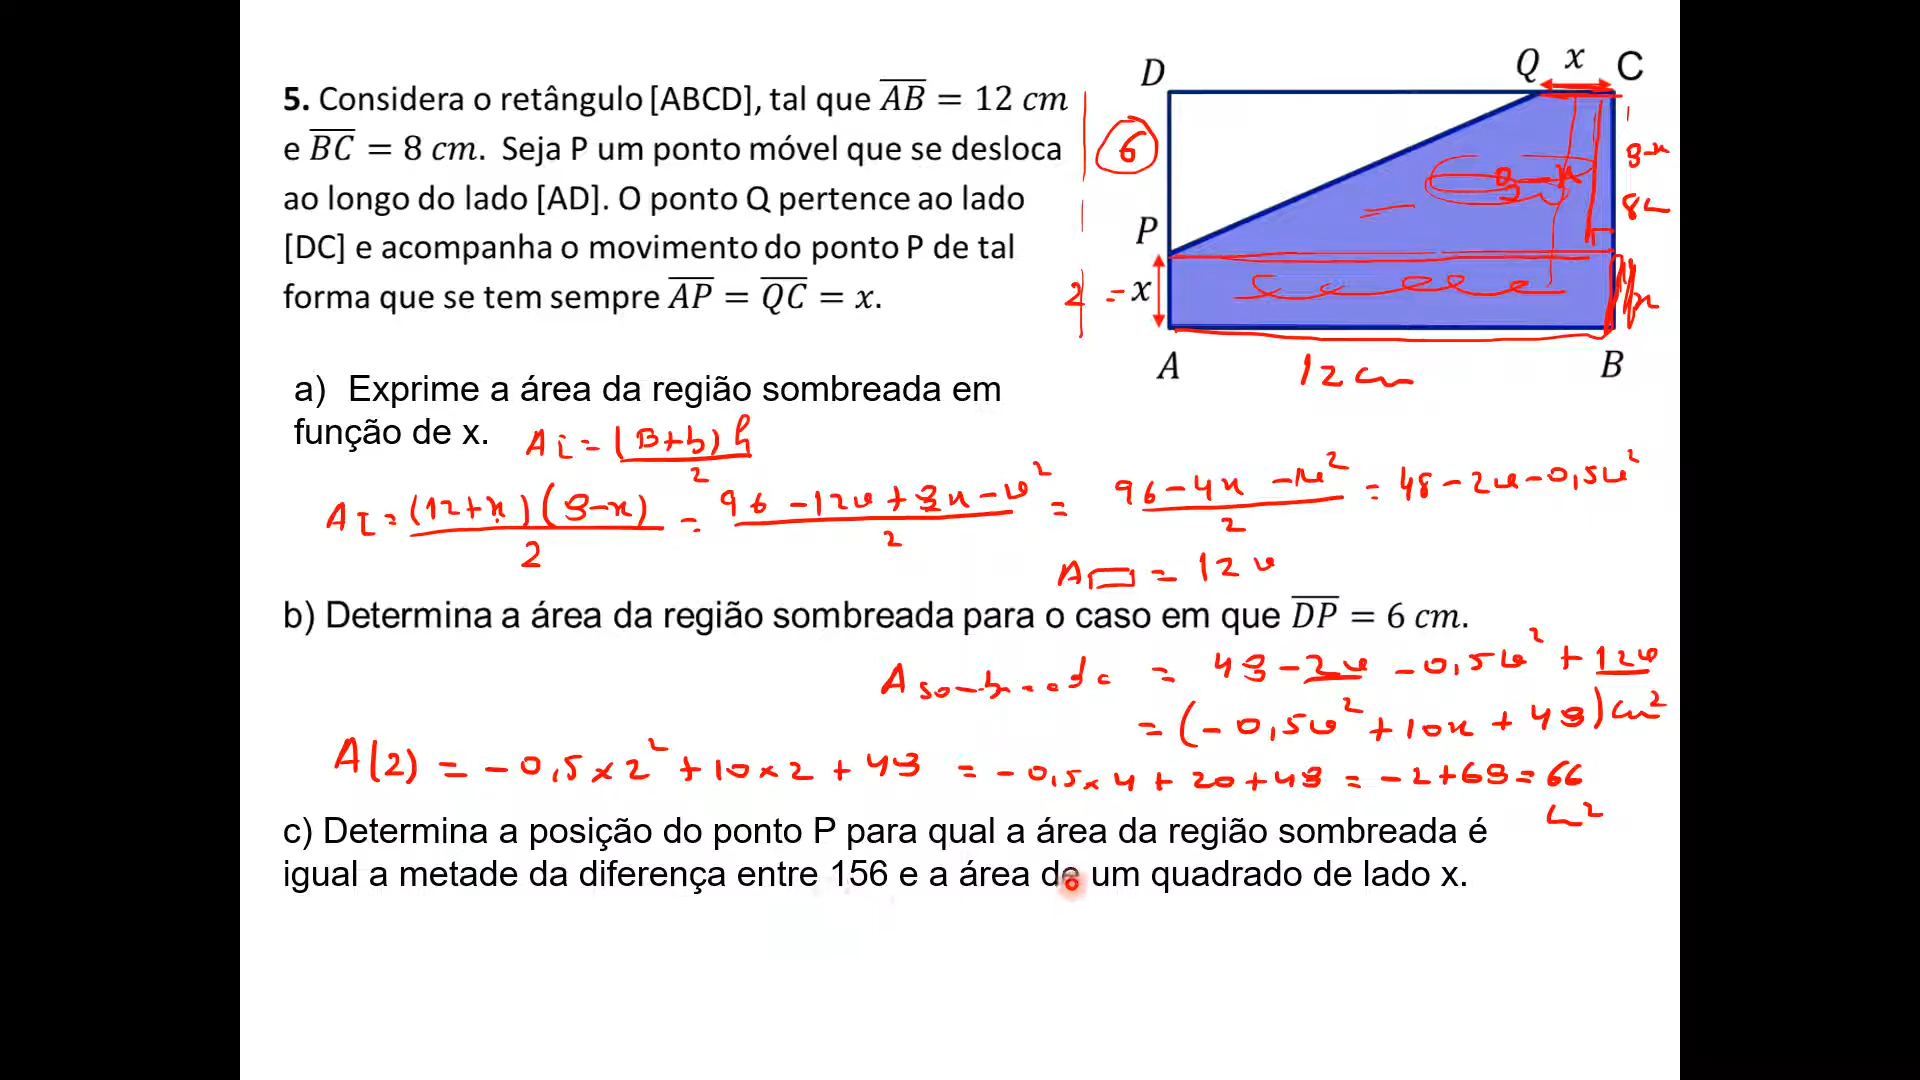 5. Considera o retângulo [ABCD], tal que AB = 12 cm
e BC = 8 cm. Seja P um ponto móvel que se desloca
ao longo do lado [AD]. O ponto Q pertence ao lado
[DC] e acompanha o movimento do ponto P de tal
forma que se tem sempre AP = QC = x.
D
Q
x
C
6
8-x
8-x
8
P
2 = x
x
A
B
12 cm
a) Exprime a área da região sombreada em
função de x.
A = (B+b) h / 2
A = (12+x)(8-x) / 2 = 96 - 12x + 8x - x² / 2 = 96 - 4x - x² / 2 = 48 - 2x - 0,5x²
A▭ = 12x
b) Determina a área da região sombreada para o caso em que DP = 6 cm.
A sombreada = 48 - 2x - 0,5x² + 12x
= (-0,5x² + 10x + 48) cm²
A(2) = -0,5×2² + 10×2 + 48 = -0,5×4 + 20 + 48 = -2+68 = 66
cm²
c) Determina a posição do ponto P para qual a área da região sombreada é
igual a metade da diferença entre 156 e a área de um quadrado de lado x.